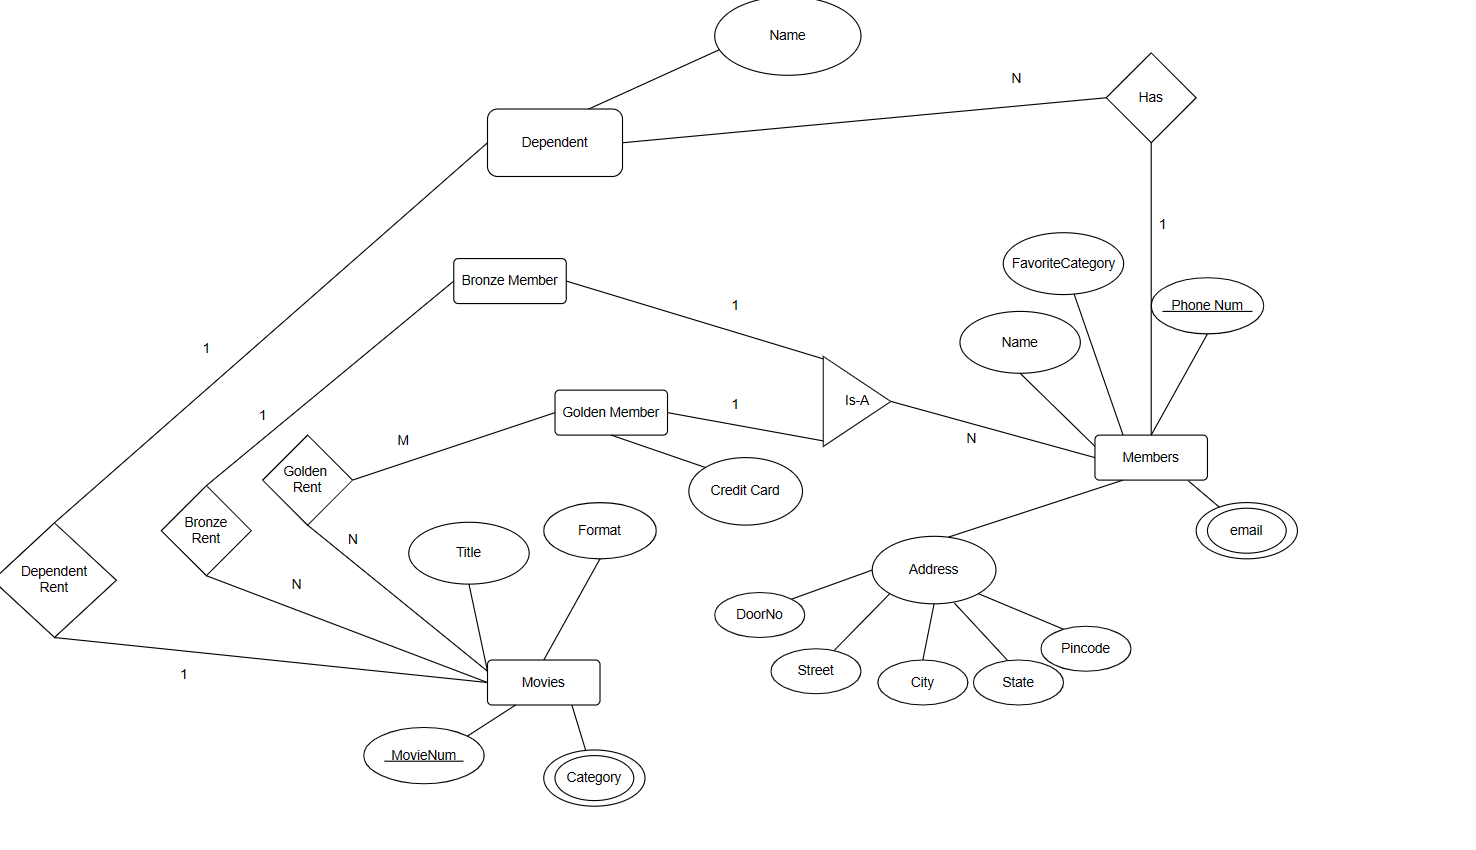 Name
N
Has
Dependent
1
FavoriteCategory
Bronze Member
1
Phone Num
Name
1
Is-A
1
Golden Member
1
M
N
Members
Golden
Rent
Credit Card
Bronze
Rent
Format
email
N
Title
Address
Dependent
Rent
N
DoorNo
Pincode
Street
1
Movies
City
State
MovieNum
Category